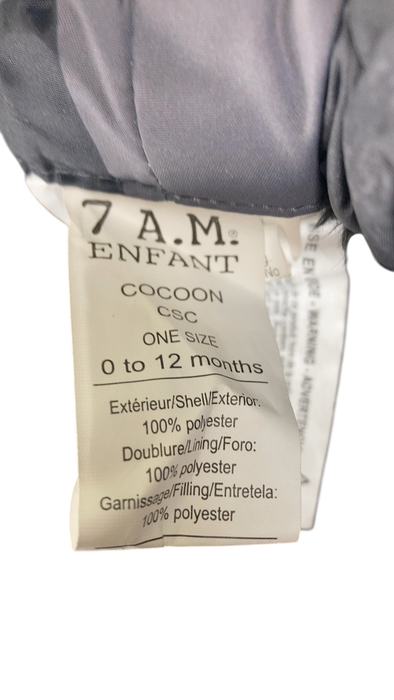 7 A.M.®
ENFANT
COCOON
CSC
ONE SIZE
0 to 12 months
Extérieur/Shell/Exterior:
100% polyester
Doublure/Lining/Foro:
100% polyester
Garnissage/Filling/Entretela:
100% polyester
WARNING